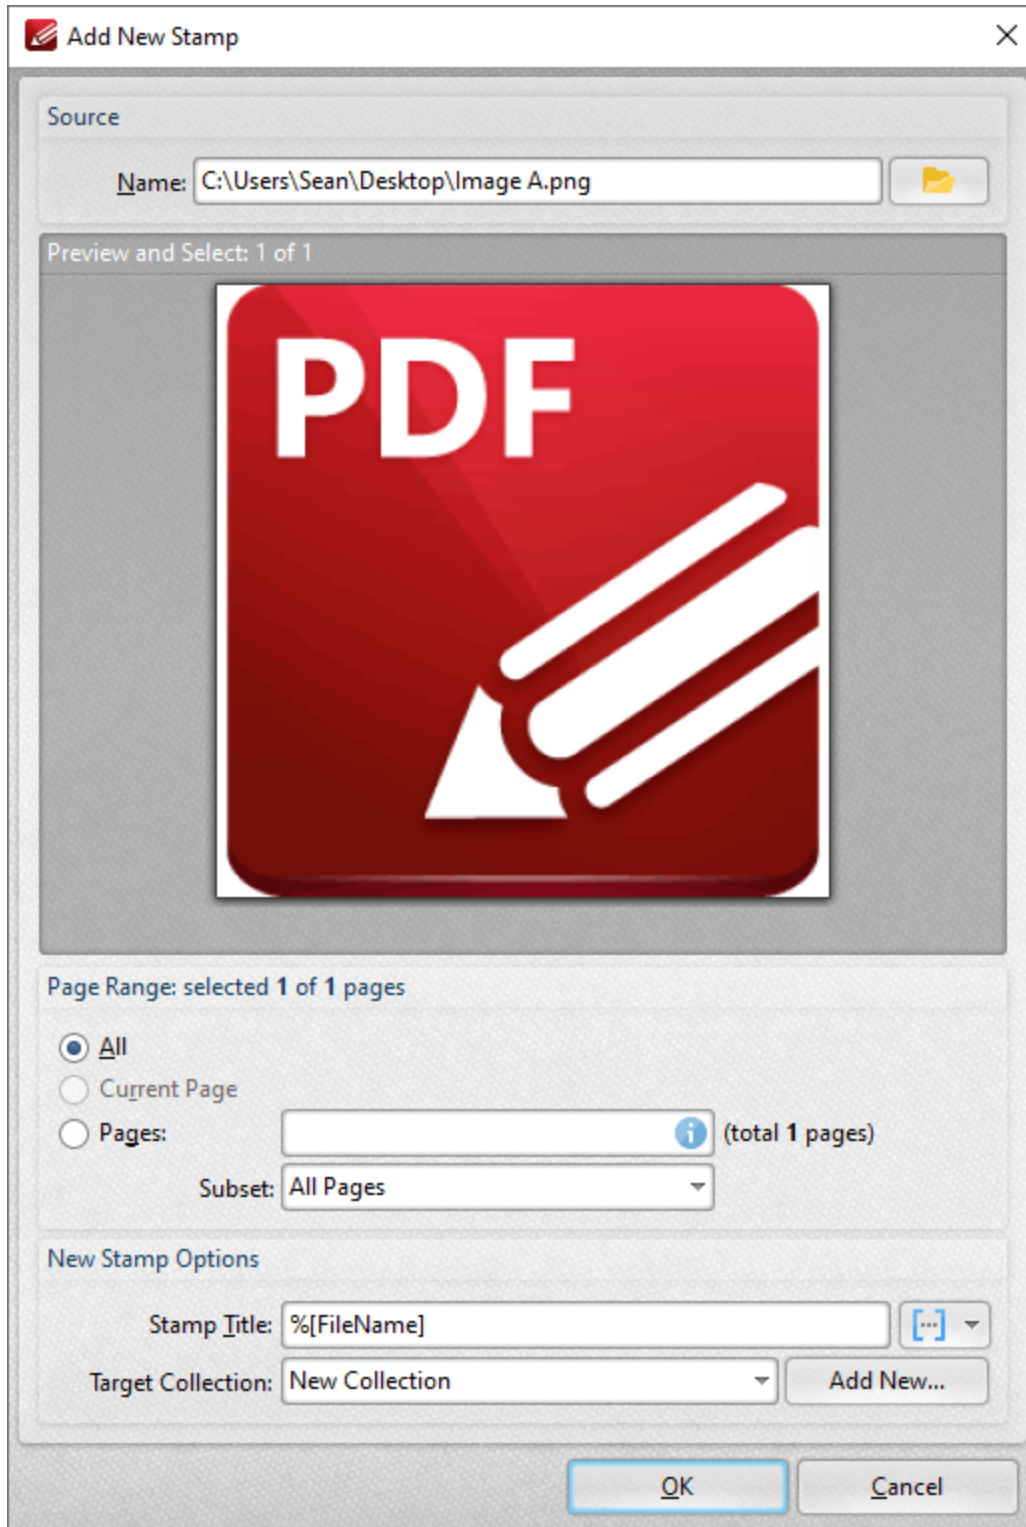 Add New Stamp
Source
Name: C:\Users\Sean\Desktop\Image A.png
Preview and Select: 1 of 1
PDF
Page Range: selected 1 of 1 pages
All
Current Page
Pages: (total 1 pages)
Subset: All Pages
New Stamp Options
Stamp Title: %[FileName]
Target Collection: New Collection Add New...
OK Cancel